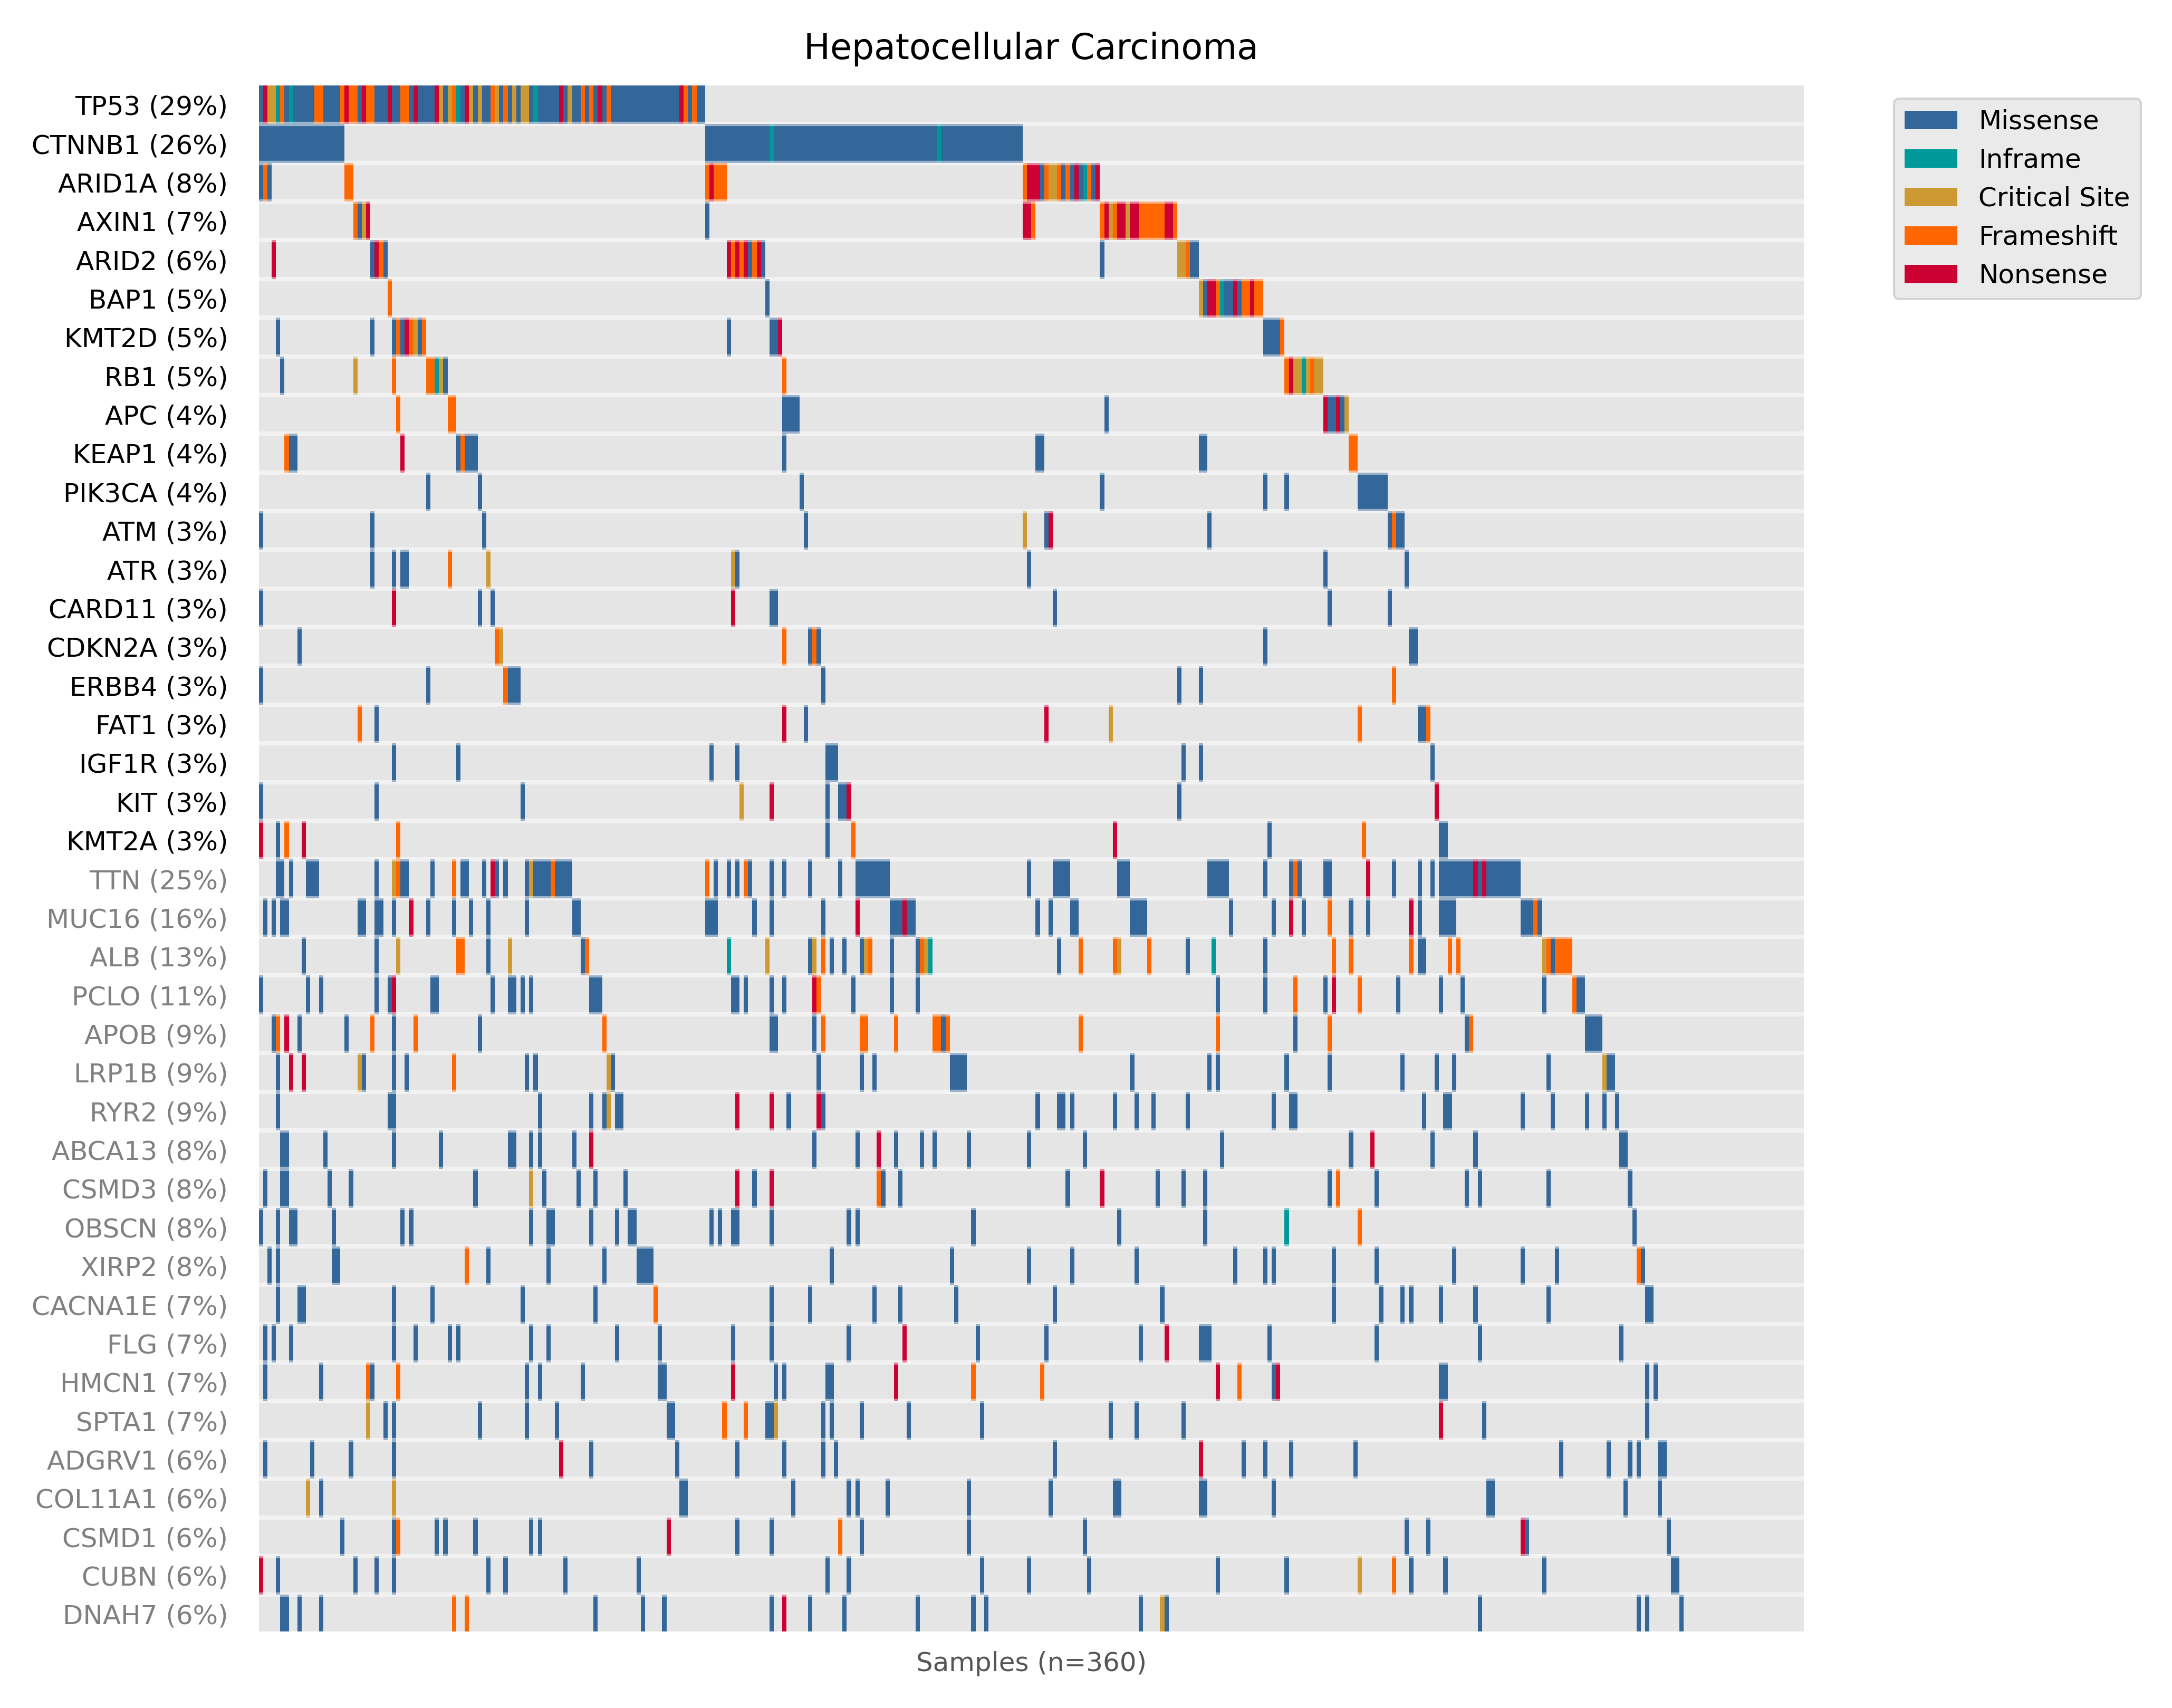 Hepatocellular Carcinoma
TP53 (29%)
CTNNB1 (26%)
ARID1A (8%)
AXIN1 (7%)
ARID2 (6%)
BAP1 (5%)
KMT2D (5%)
RB1 (5%)
APC (4%)
KEAP1 (4%)
PIK3CA (4%)
ATM (3%)
ATR (3%)
CARD11 (3%)
CDKN2A (3%)
ERBB4 (3%)
FAT1 (3%)
IGF1R (3%)
KIT (3%)
KMT2A (3%)
TTN (25%)
MUC16 (16%)
ALB (13%)
PCLO (11%)
APOB (9%)
LRP1B (9%)
RYR2 (9%)
ABCA13 (8%)
CSMD3 (8%)
OBSCN (8%)
XIRP2 (8%)
CACNA1E (7%)
FLG (7%)
HMCN1 (7%)
SPTA1 (7%)
ADGRV1 (6%)
COL11A1 (6%)
CSMD1 (6%)
CUBN (6%)
DNAH7 (6%)
Samples (n=360)
Missense
Inframe
Critical Site
Frameshift
Nonsense